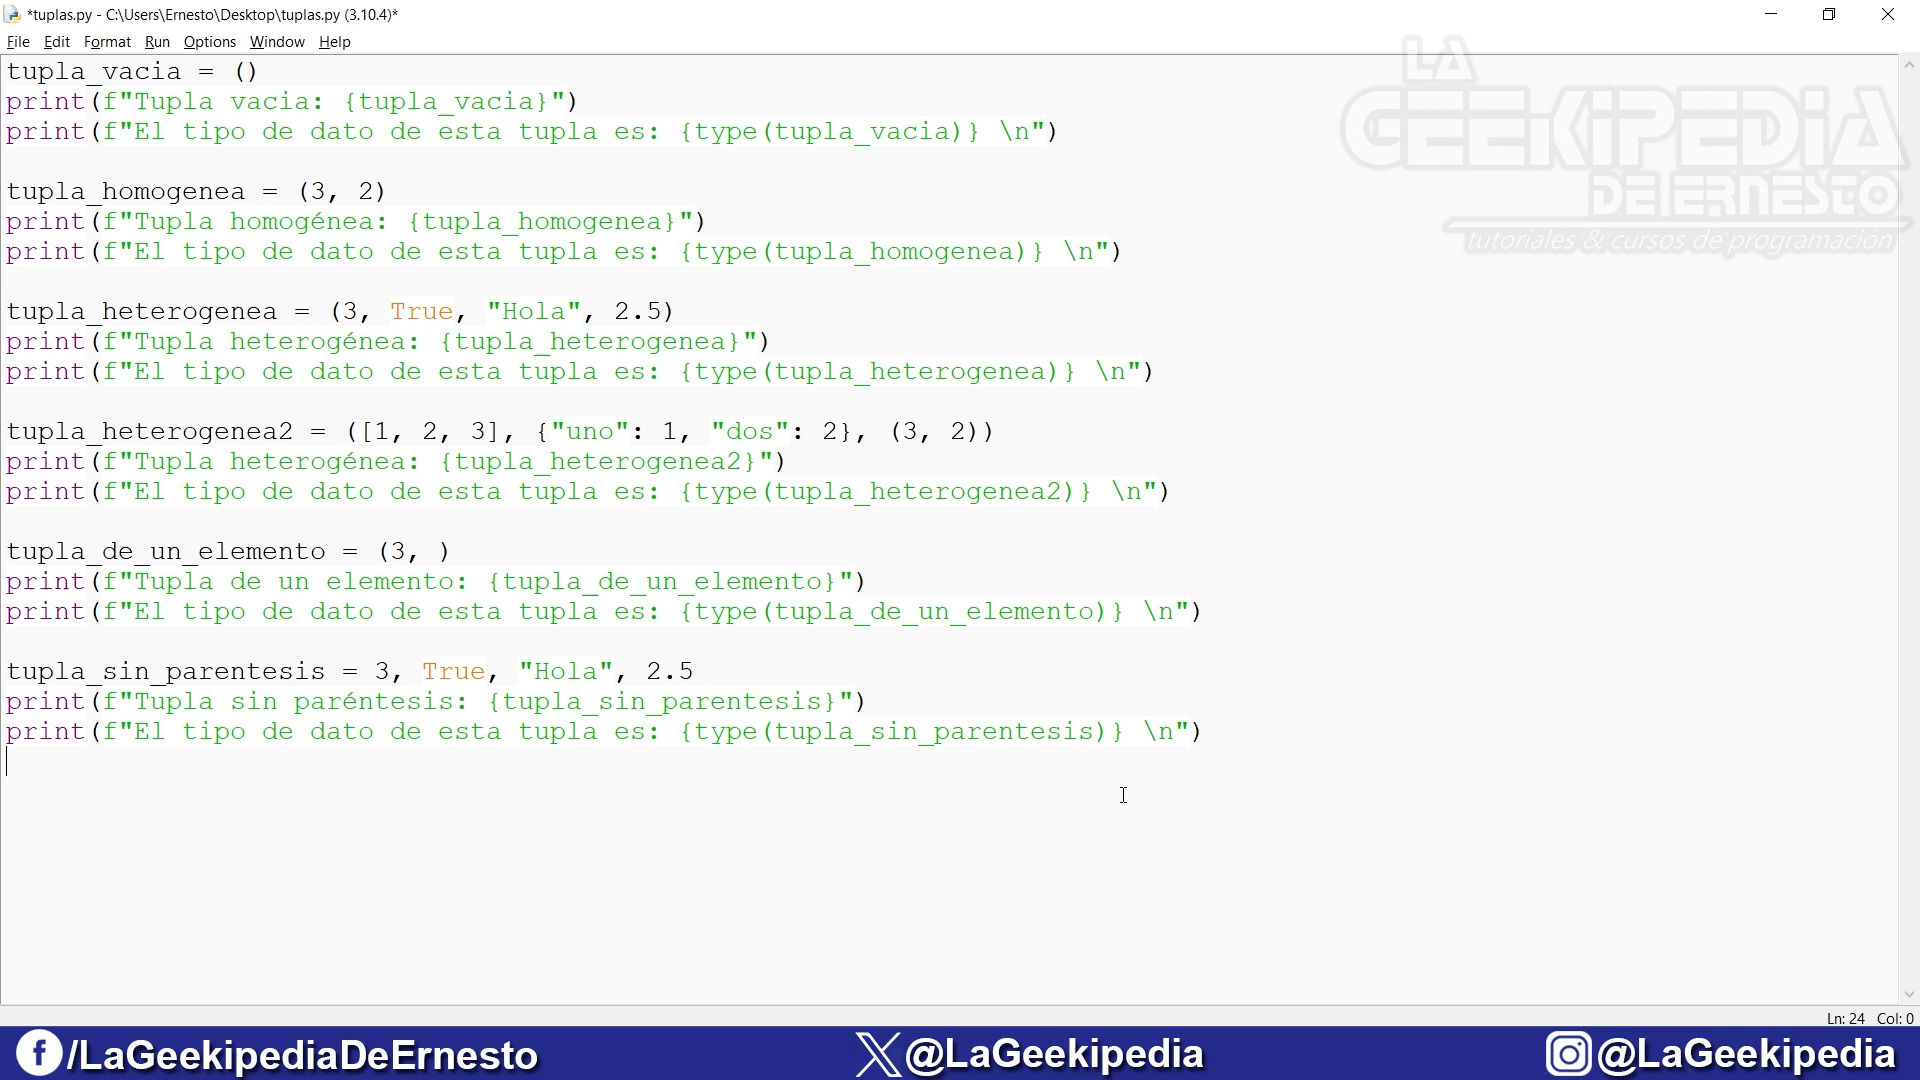 *tuplas.py - C:\Users\Ernesto\Desktop\tuplas.py (3.10.4)*
File Edit Format Run Options Window Help
tupla_vacia = ()
print(f"Tupla vacia: {tupla_vacia}")
print(f"El tipo de dato de esta tupla es: {type(tupla_vacia)} \n")
tupla_homogenea = (3, 2)
print(f"Tupla homogénea: {tupla_homogenea}")
print(f"El tipo de dato de esta tupla es: {type(tupla_homogenea)} \n")
tupla_heterogenea = (3, True, "Hola", 2.5)
print(f"Tupla heterogénea: {tupla_heterogenea}")
print(f"El tipo de dato de esta tupla es: {type(tupla_heterogenea)} \n")
tupla_heterogenea2 = ([1, 2, 3], {"uno": 1, "dos": 2}, (3, 2))
print(f"Tupla heterogénea: {tupla_heterogenea2}")
print(f"El tipo de dato de esta tupla es: {type(tupla_heterogenea2)} \n")
tupla_de_un_elemento = (3, )
print(f"Tupla de un elemento: {tupla_de_un_elemento}")
print(f"El tipo de dato de esta tupla es: {type(tupla_de_un_elemento)} \n")
tupla_sin_parentesis = 3, True, "Hola", 2.5
print(f"Tupla sin paréntesis: {tupla_sin_parentesis}")
print(f"El tipo de dato de esta tupla es: {type(tupla_sin_parentesis)} \n")
LA
GEEKIPEDIA
DE ERNESTO
tutoriales & cursos de programación
Ln: 24 Col: 0
/LaGeekipediaDeErnesto
@LaGeekipedia
@LaGeekipedia